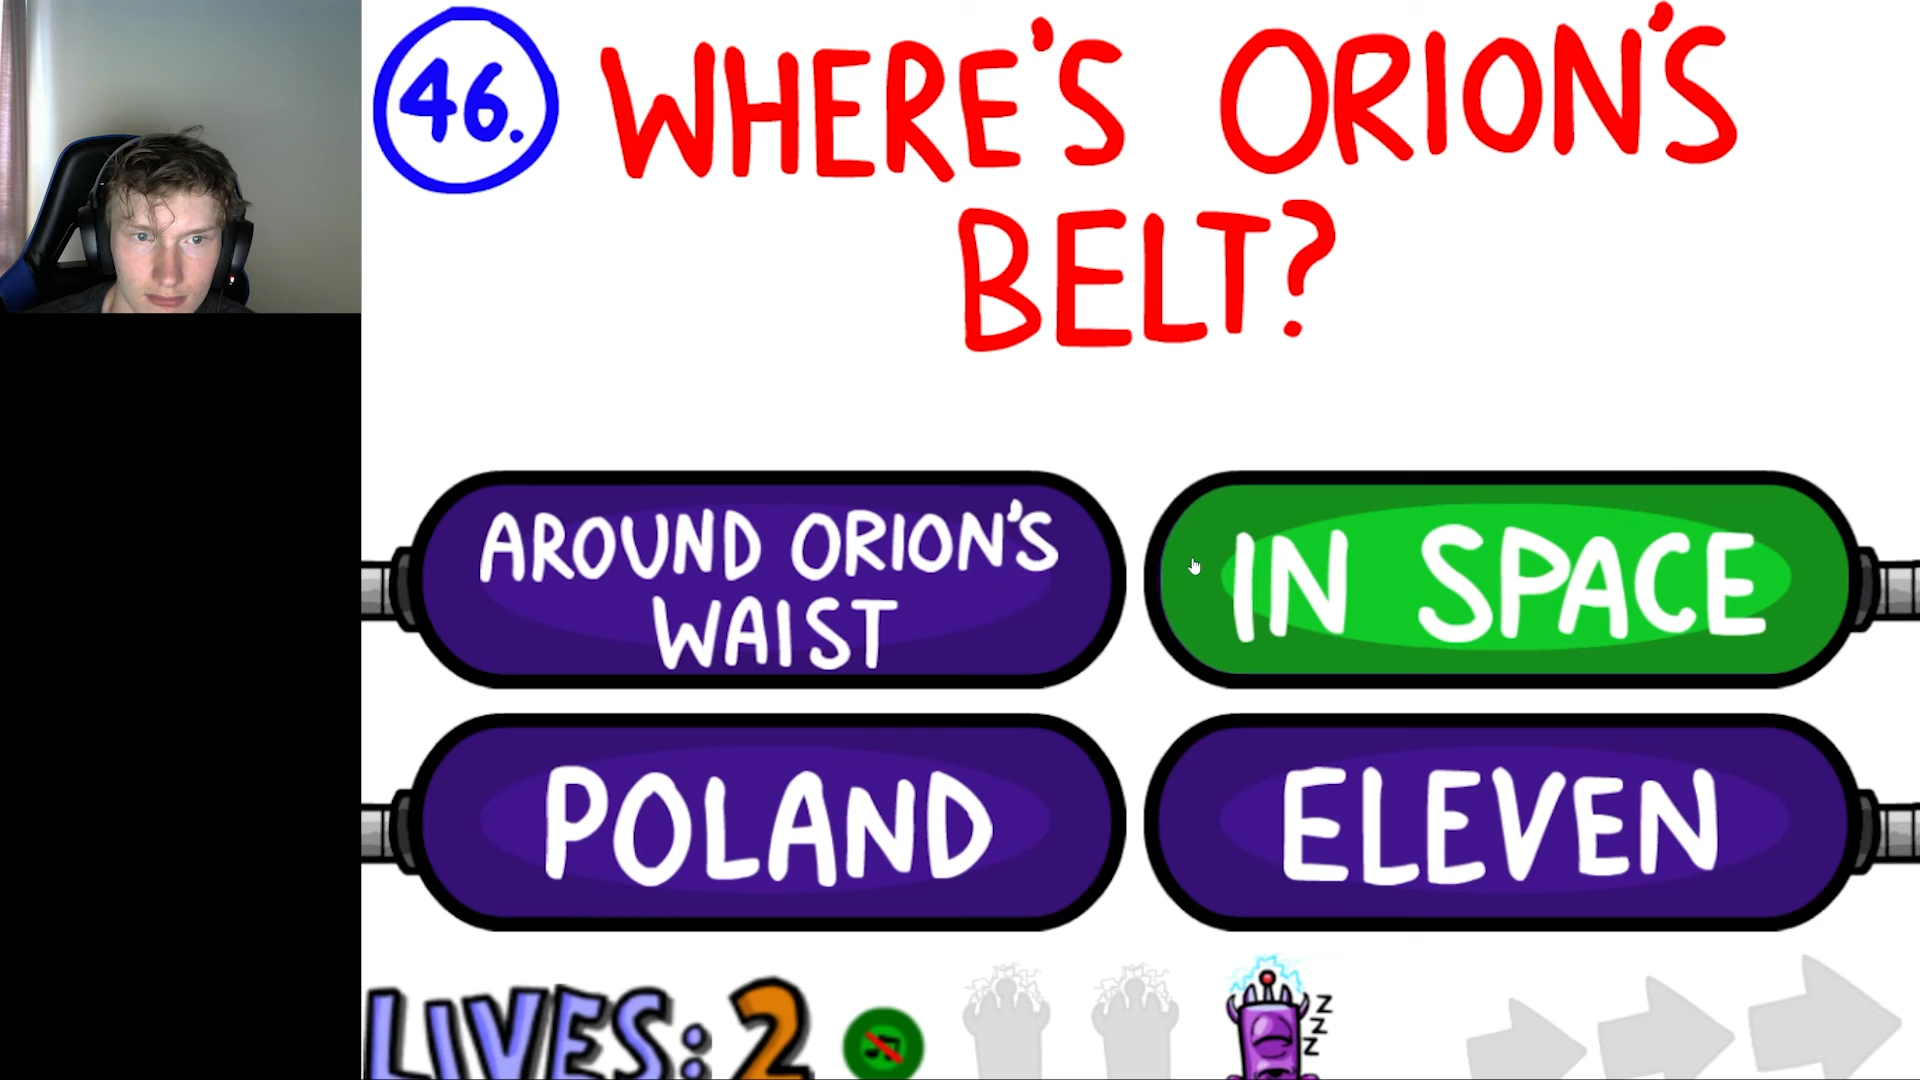 46. WHERE'S ORION'S
BELT?
AROUND ORION'S
WAIST
IN SPACE
POLAND
ELEVEN
LIVES: 2
Z
Z
Z